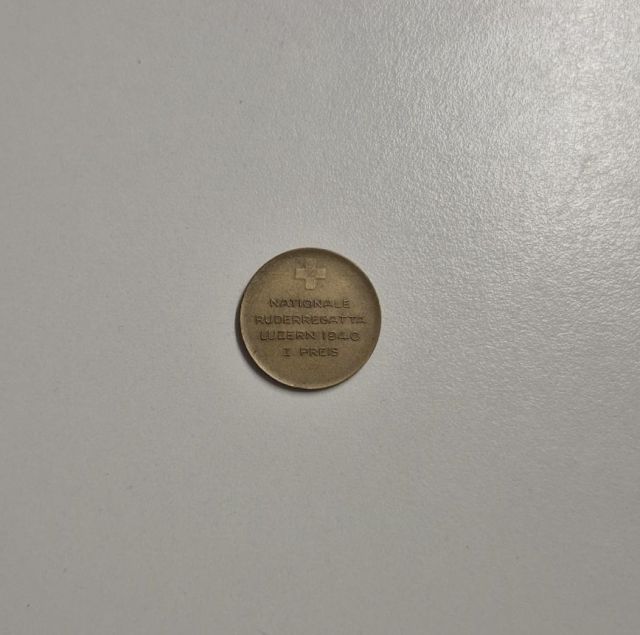 NATIONALE
RUDERREGATTA
LUZERN 1940
I. PREIS